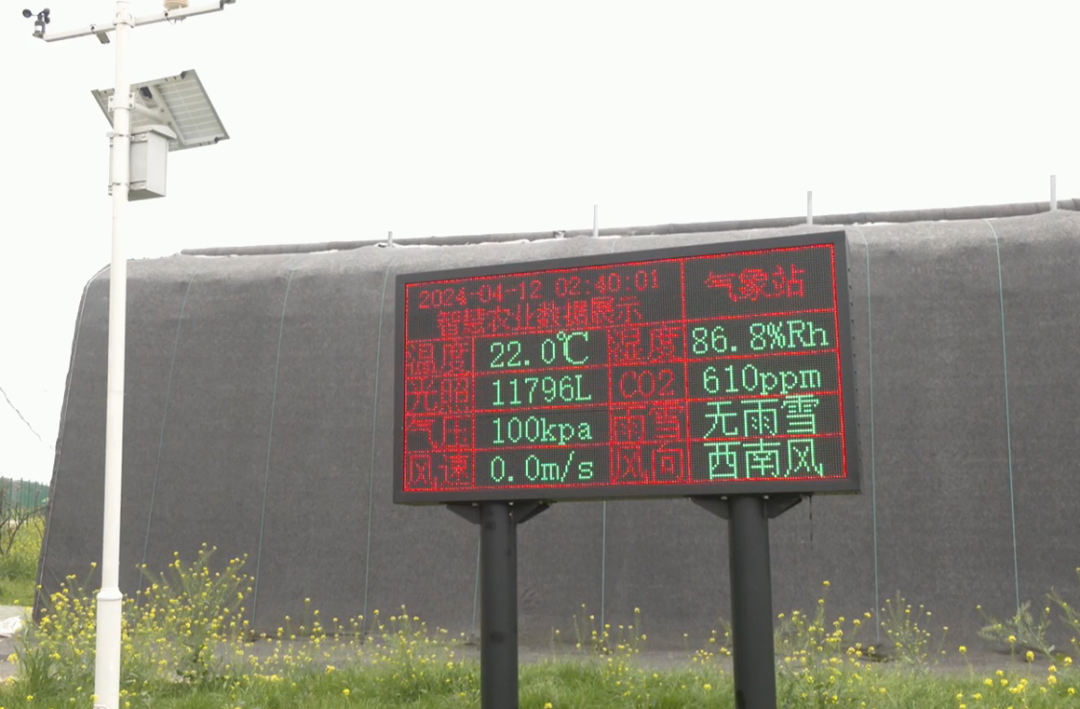 2024-04-12 02:40:01 气象站
智慧农业数据展示
温度 22.0℃ 湿度 86.8%Rh
光照 11796L CO2 610ppm
气压 100kpa 雨雪 无雨雪
风速 0.0m/s 风向 西南风